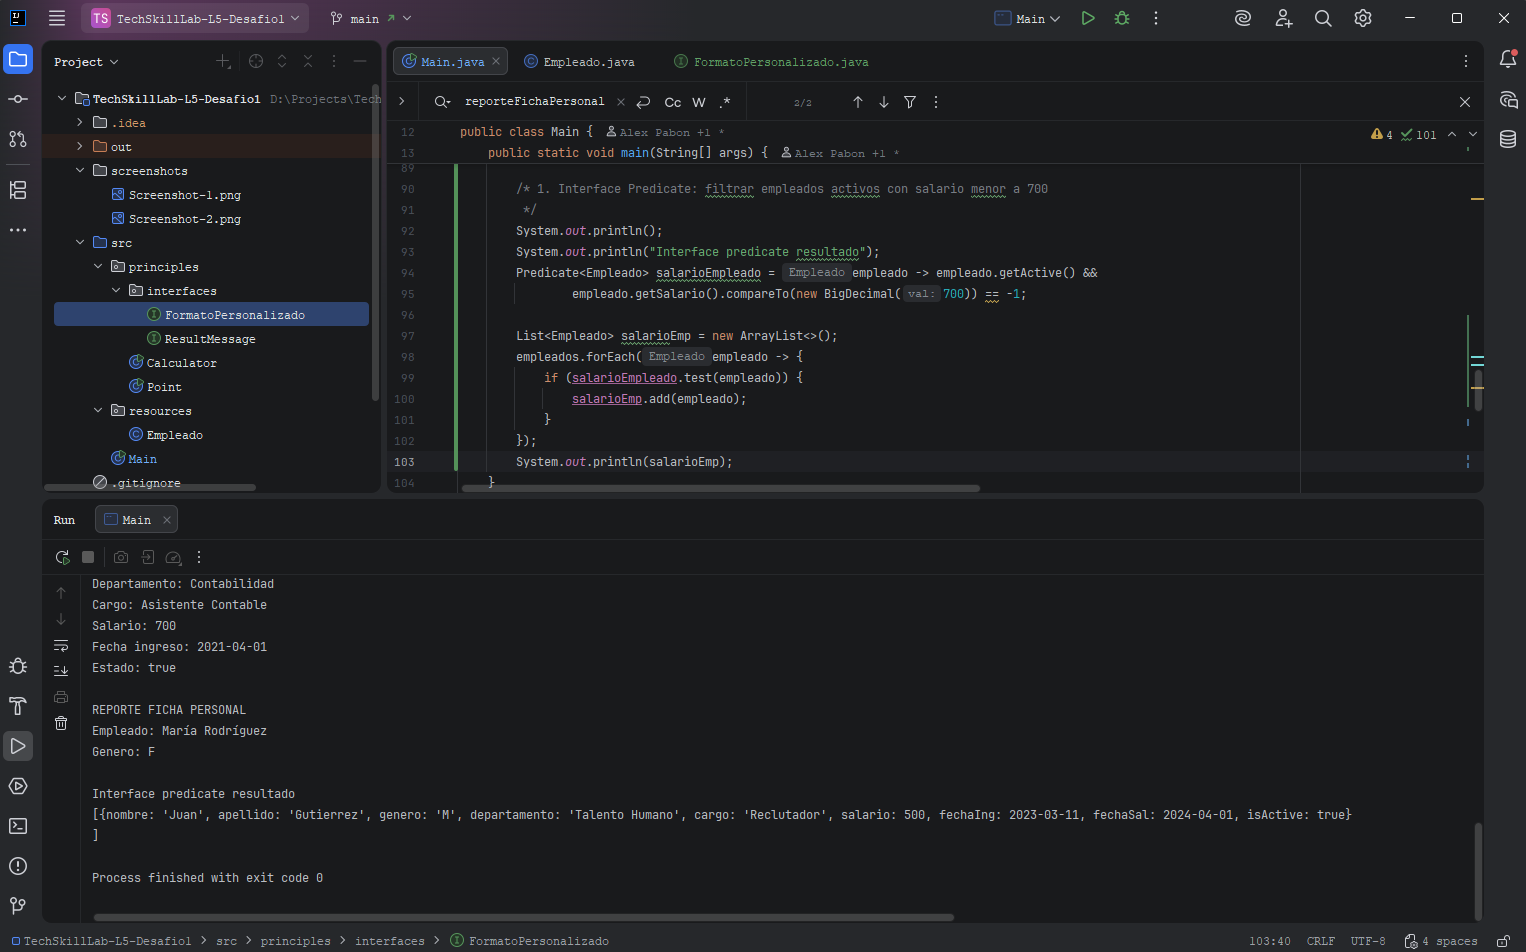 TS TechSkillLab-L5-Desafio1 main Main
Project
TechSkillLab-L5-Desafio1 D:\Projects\Tech
.idea
out
screenshots
Screenshot-1.png
Screenshot-2.png
src
principles
interfaces
FormatoPersonalizado
ResultMessage
Calculator
Point
resources
Empleado
Main
.gitignore
Main.java Empleado.java FormatoPersonalizado.java
reporteFichaPersonal Cc W .* 2/2
12 public class Main { Alex Pabon +1 *
13 public static void main(String[] args) { Alex Pabon +1 *
4 101
89
90 /* 1. Interface Predicate: filtrar empleados activos con salario menor a 700
91 */
92 System.out.println();
93 System.out.println("Interface predicate resultado");
94 Predicate<Empleado> salarioEmpleado = Empleado empleado -> empleado.getActive() &&
95 empleado.getSalario().compareTo(new BigDecimal( val: 700)) == -1;
96
97 List<Empleado> salarioEmp = new ArrayList<>();
98 empleados.forEach( Empleado empleado -> {
99 if (salarioEmpleado.test(empleado)) {
100 salarioEmp.add(empleado);
101 }
102 });
103 System.out.println(salarioEmp);
104 }
Run Main
Departamento: Contabilidad
Cargo: Asistente Contable
Salario: 700
Fecha ingreso: 2021-04-01
Estado: true
REPORTE FICHA PERSONAL
Empleado: María Rodríguez
Genero: F
Interface predicate resultado
[{nombre: 'Juan', apellido: 'Gutierrez', genero: 'M', departamento: 'Talento Humano', cargo: 'Reclutador', salario: 500, fechaIng: 2023-03-11, fechaSal: 2024-04-01, isActive: true}
]
Process finished with exit code 0
TechSkillLab-L5-Desafio1 > src > principles > interfaces > FormatoPersonalizado 103:40 CRLF UTF-8 4 spaces